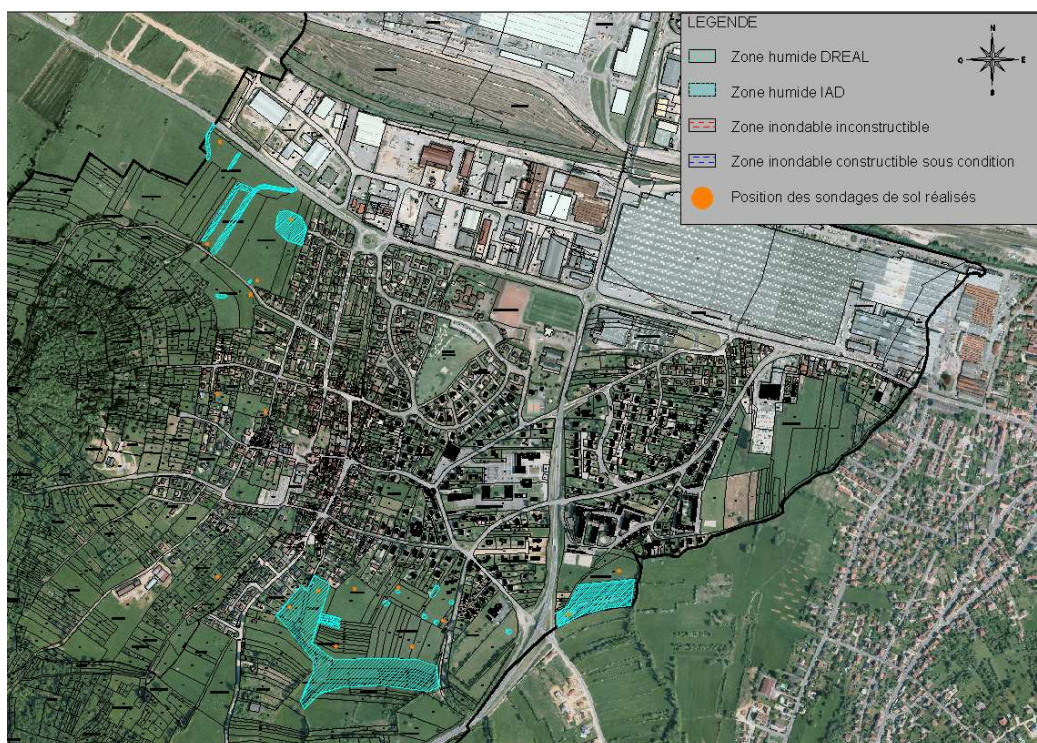 LEGENDE
N
O E
S
Zone humide DREAL
Zone humide IAD
Zone inondable inconstructible
Zone inondable constructible sous condition
Position des sondages de sol réalisés